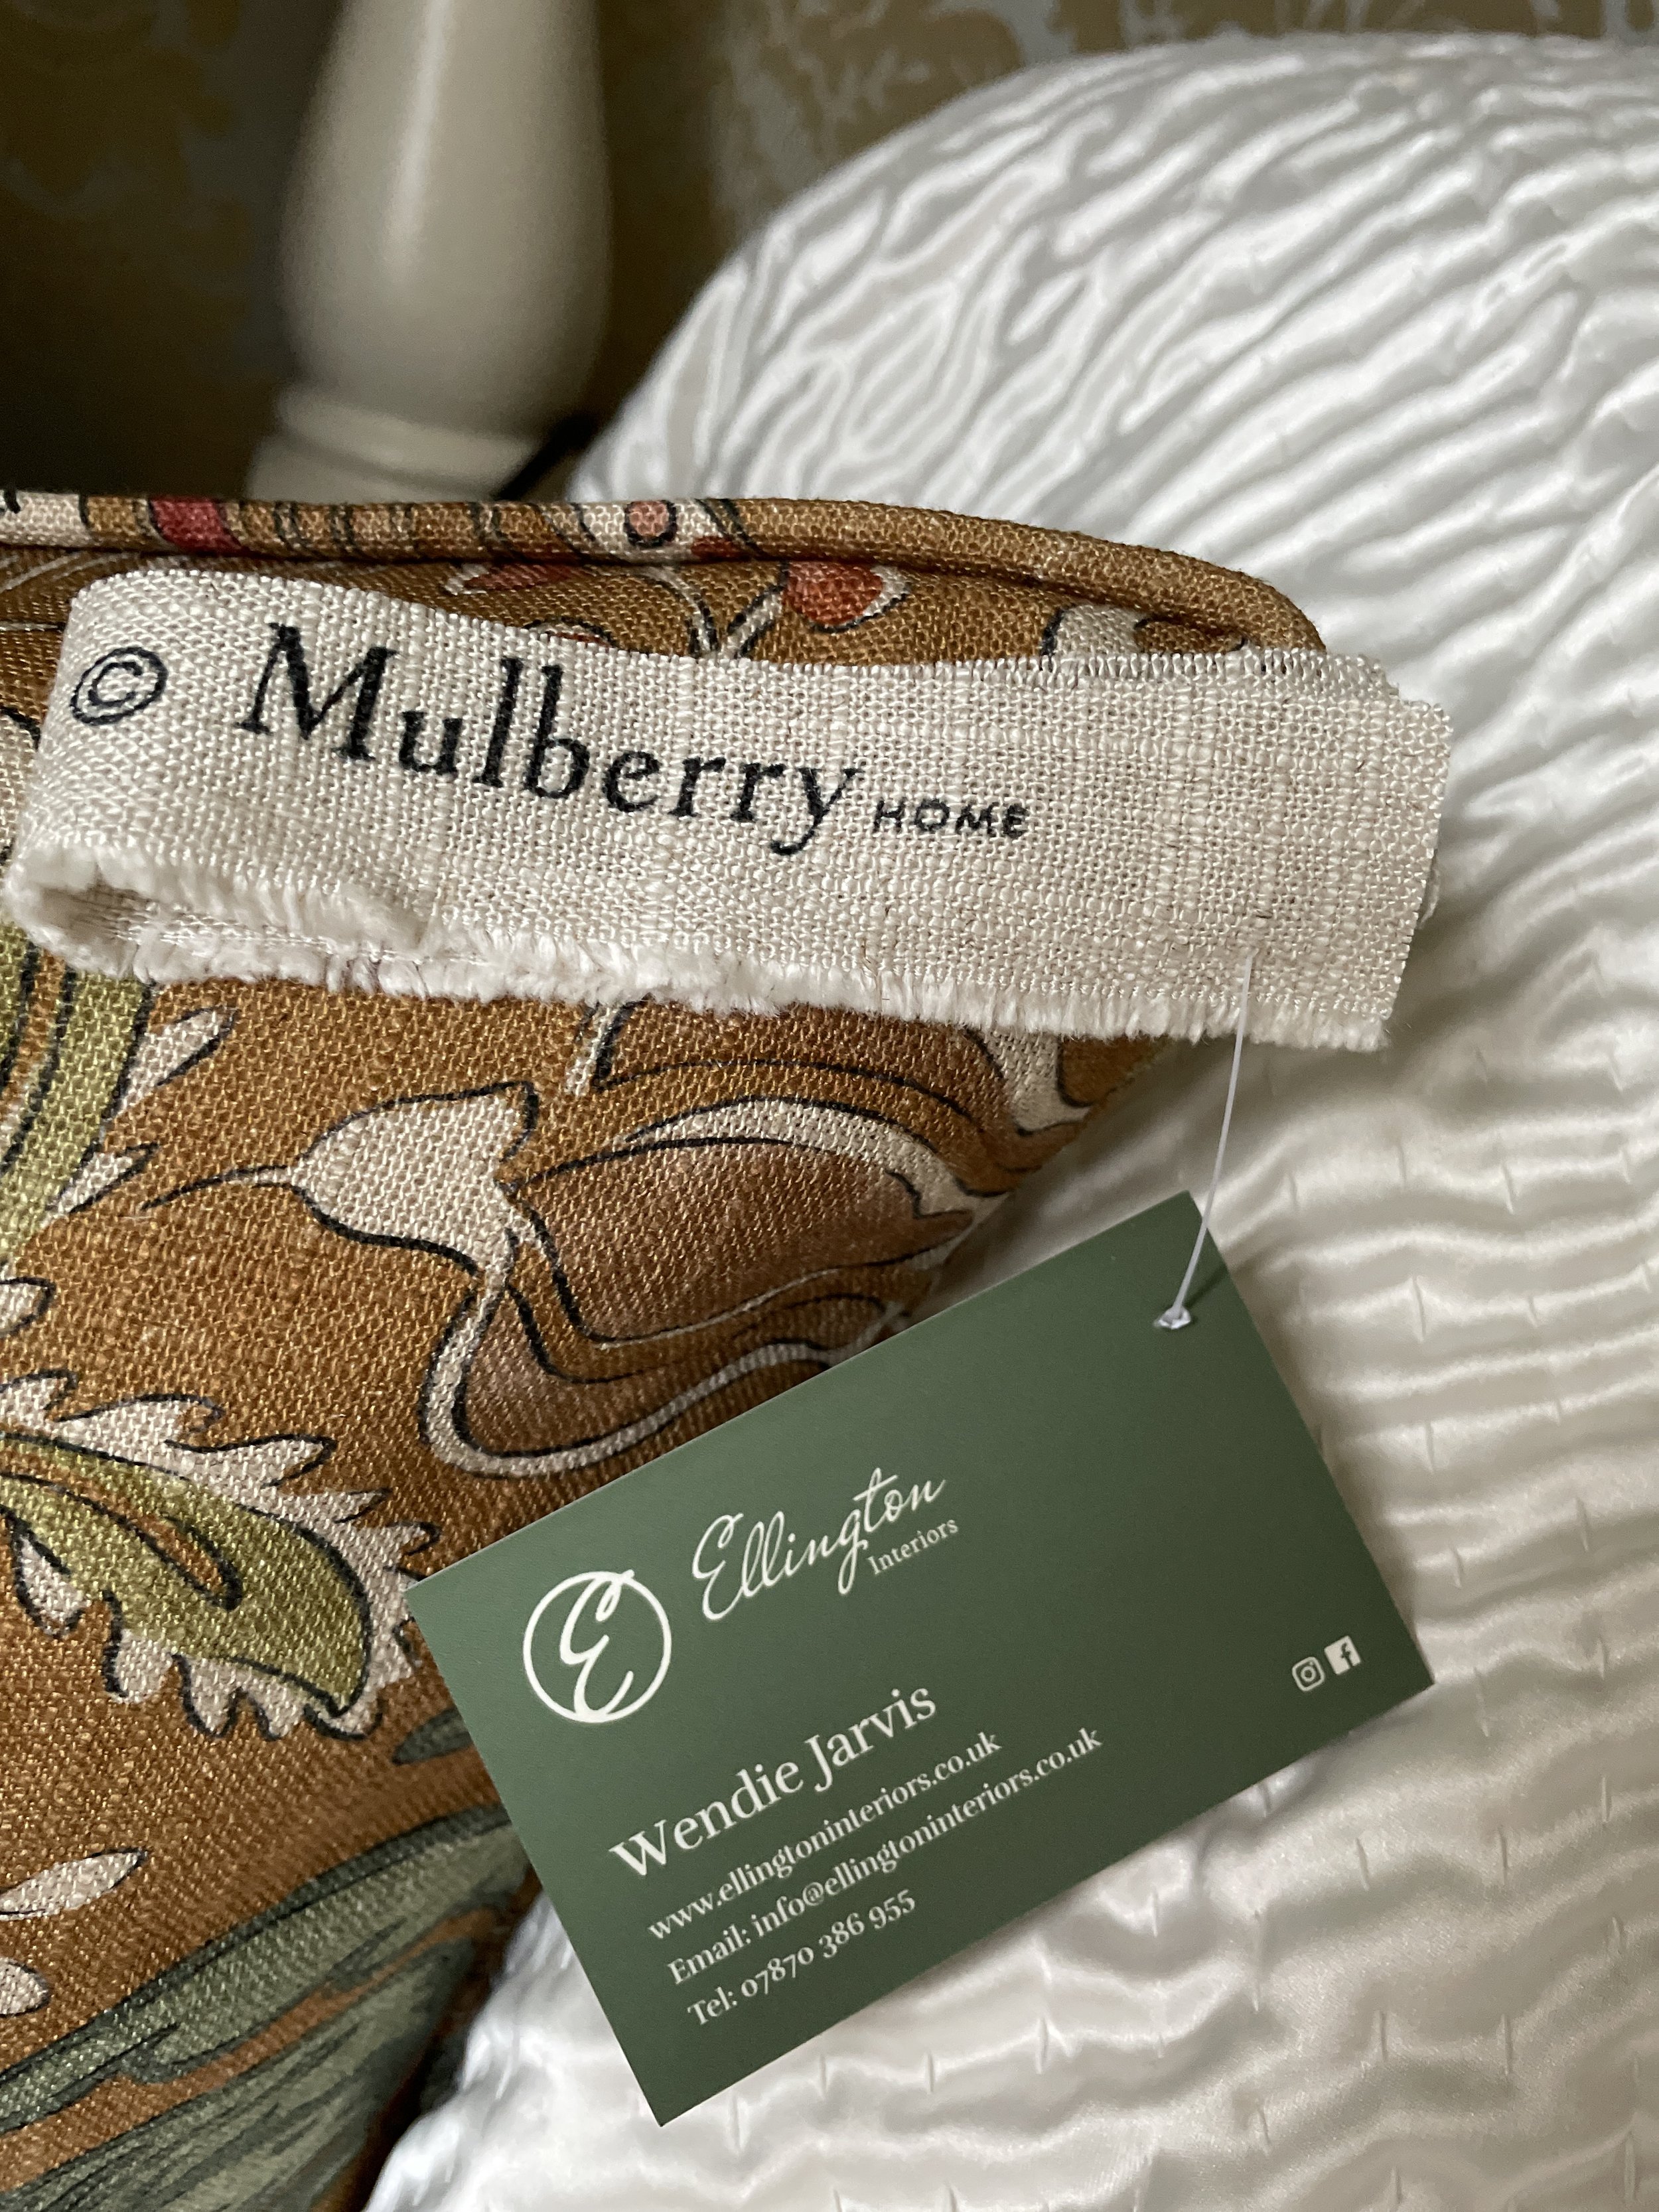 © Mulberry HOME
E
Ellington
Interiors
Wendie Jarvis
www.ellingtoninteriors.co.uk
Email: info@ellingtoninteriors.co.uk
Tel: 07870 386 955